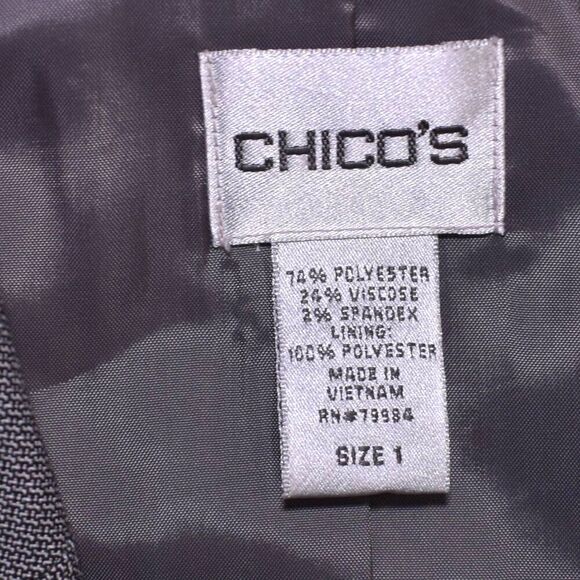 CHICO'S
74% POLYESTER
24% VISCOSE
2% SPANDEX
LINING:
100% POLYESTER
MADE IN
VIETNAM
RN#79984
SIZE 1